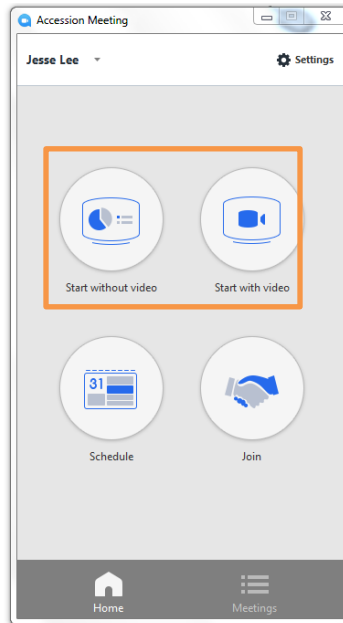 Accession Meeting
Jesse Lee
Settings
Start without video
Start with video
31
Schedule
Join
Home
Meetings